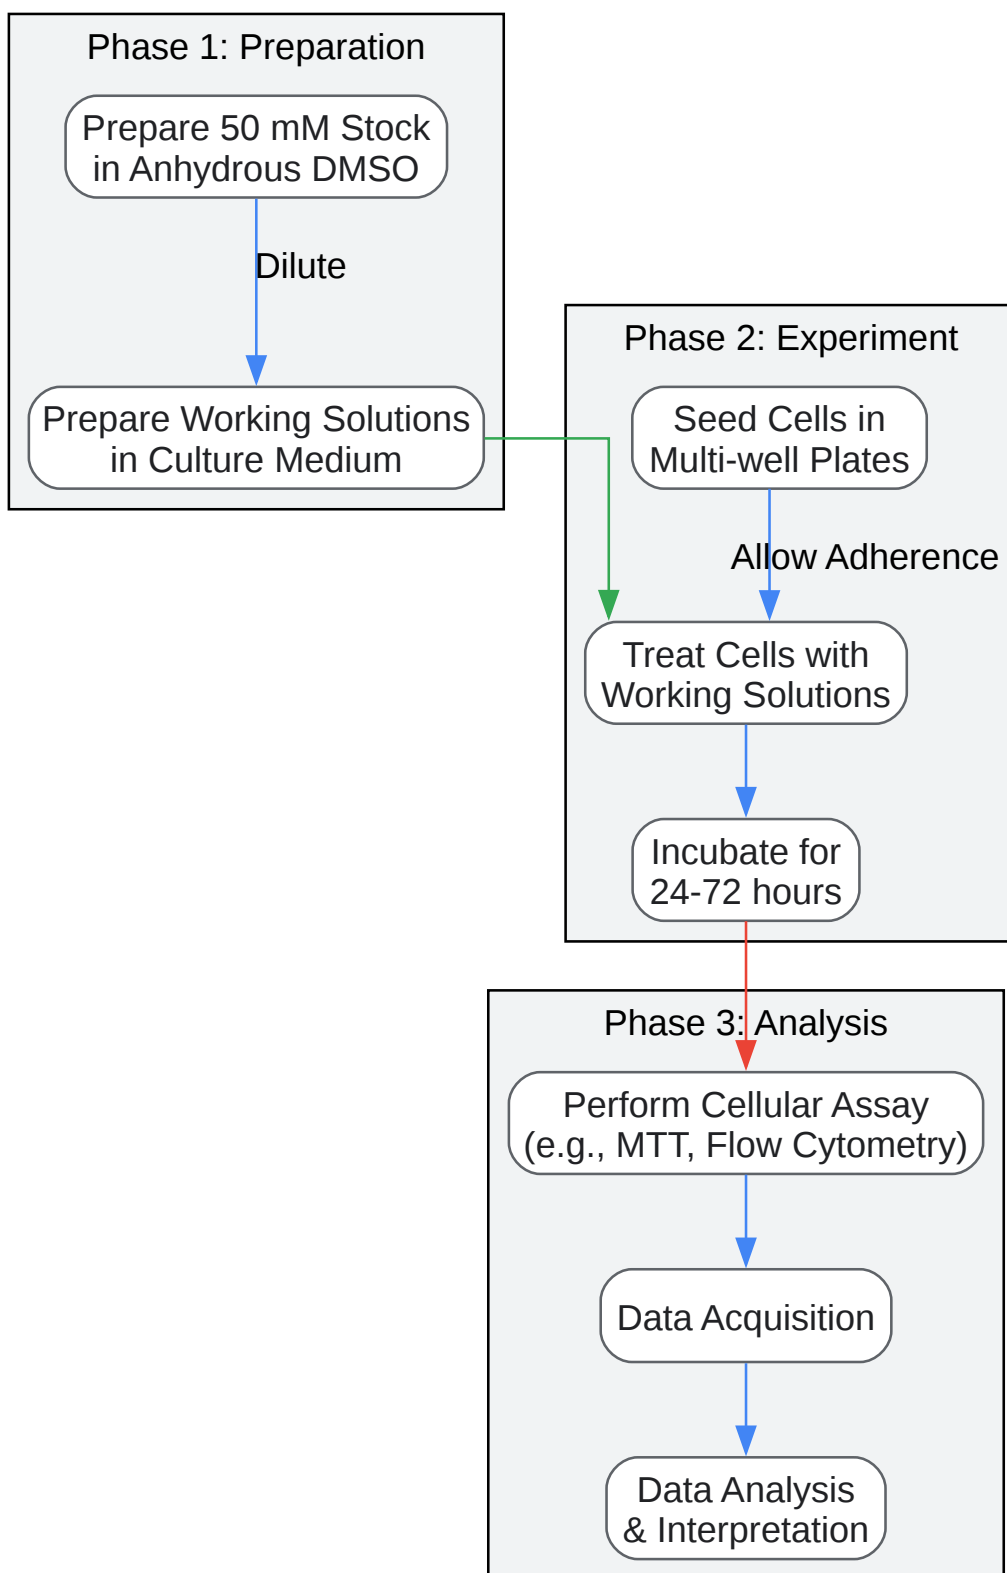 Phase 1: Preparation
Prepare 50 mM Stock
in Anhydrous DMSO
Dilute
Prepare Working Solutions
in Culture Medium
Phase 2: Experiment
Seed Cells in
Multi-well Plates
Allow Adherence
Treat Cells with
Working Solutions
Incubate for
24-72 hours
Phase 3: Analysis
Perform Cellular Assay
(e.g., MTT, Flow Cytometry)
Data Acquisition
Data Analysis
& Interpretation